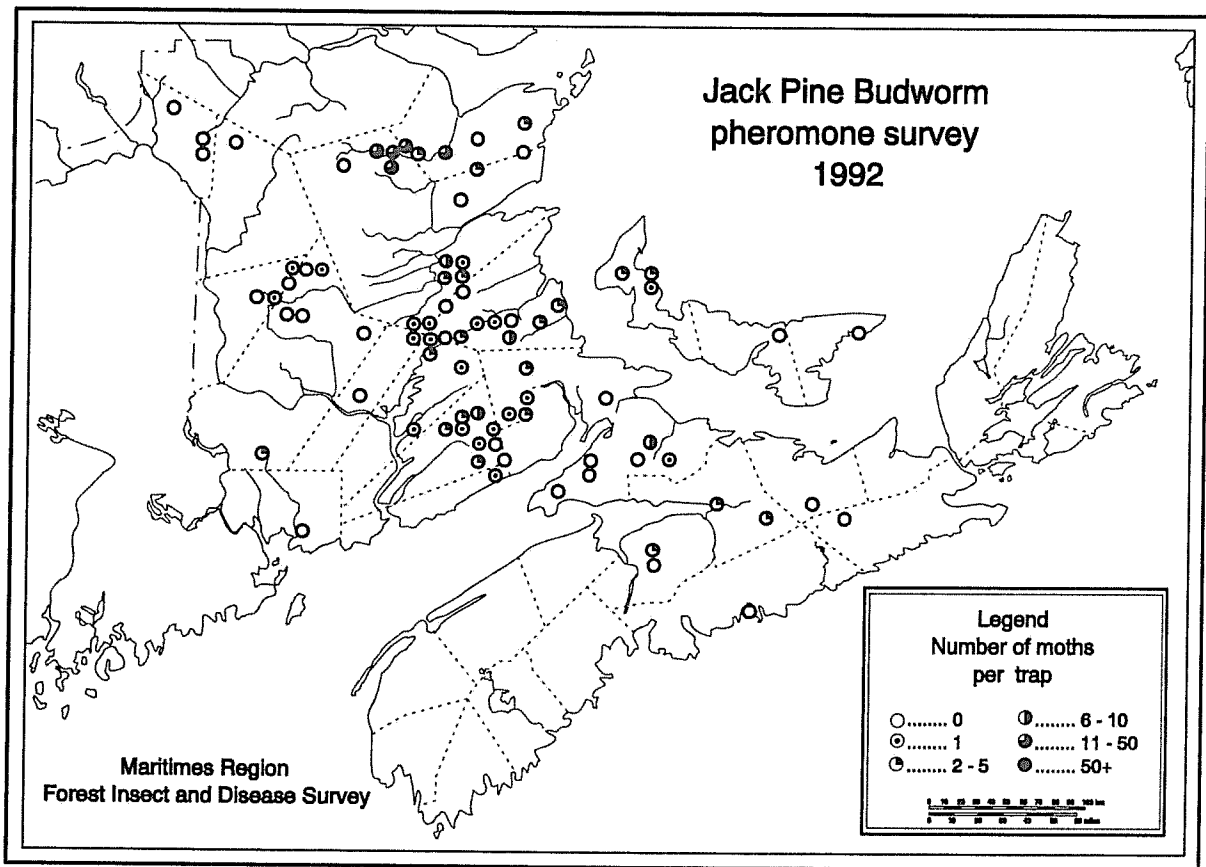 Jack Pine Budworm
pheromone survey
1992
Maritimes Region
Forest Insect and Disease Survey
Legend
Number of moths
per trap
........ 0
........ 1
........ 2 - 5
........ 6 - 10
........ 11 - 50
........ 50+